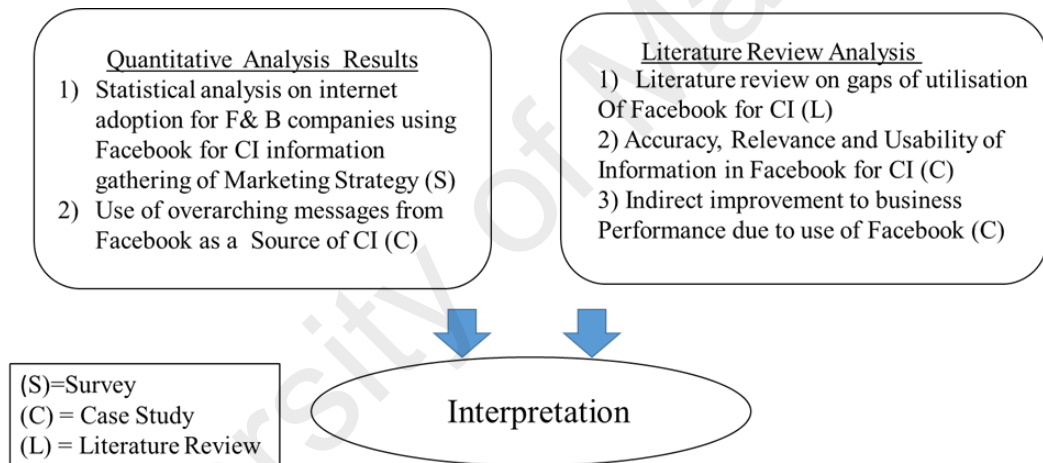 Quantitative Analysis Results
1) Statistical analysis on internet
adoption for F& B companies using
Facebook for CI information
gathering of Marketing Strategy (S)
2) Use of overarching messages from
Facebook as a Source of CI (C)
Literature Review Analysis
1) Literature review on gaps of utilisation
Of Facebook for CI (L)
2) Accuracy, Relevance and Usability of
Information in Facebook for CI (C)
3) Indirect improvement to business
Performance due to use of Facebook (C)
(S)=Survey
(C) = Case Study
(L) = Literature Review
Interpretation